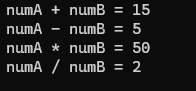 numA + numB = 15
numA - numB = 5
numA * numB = 50
numA / numB = 2